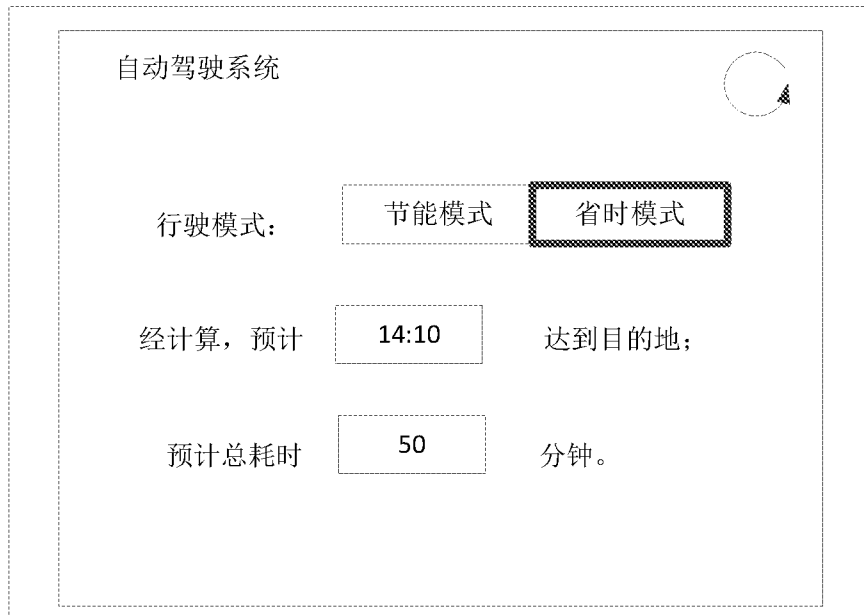 自动驾驶系统
行驶模式： 节能模式 省时模式
经计算，预计 14:10 达到目的地；
预计总耗时 50 分钟。